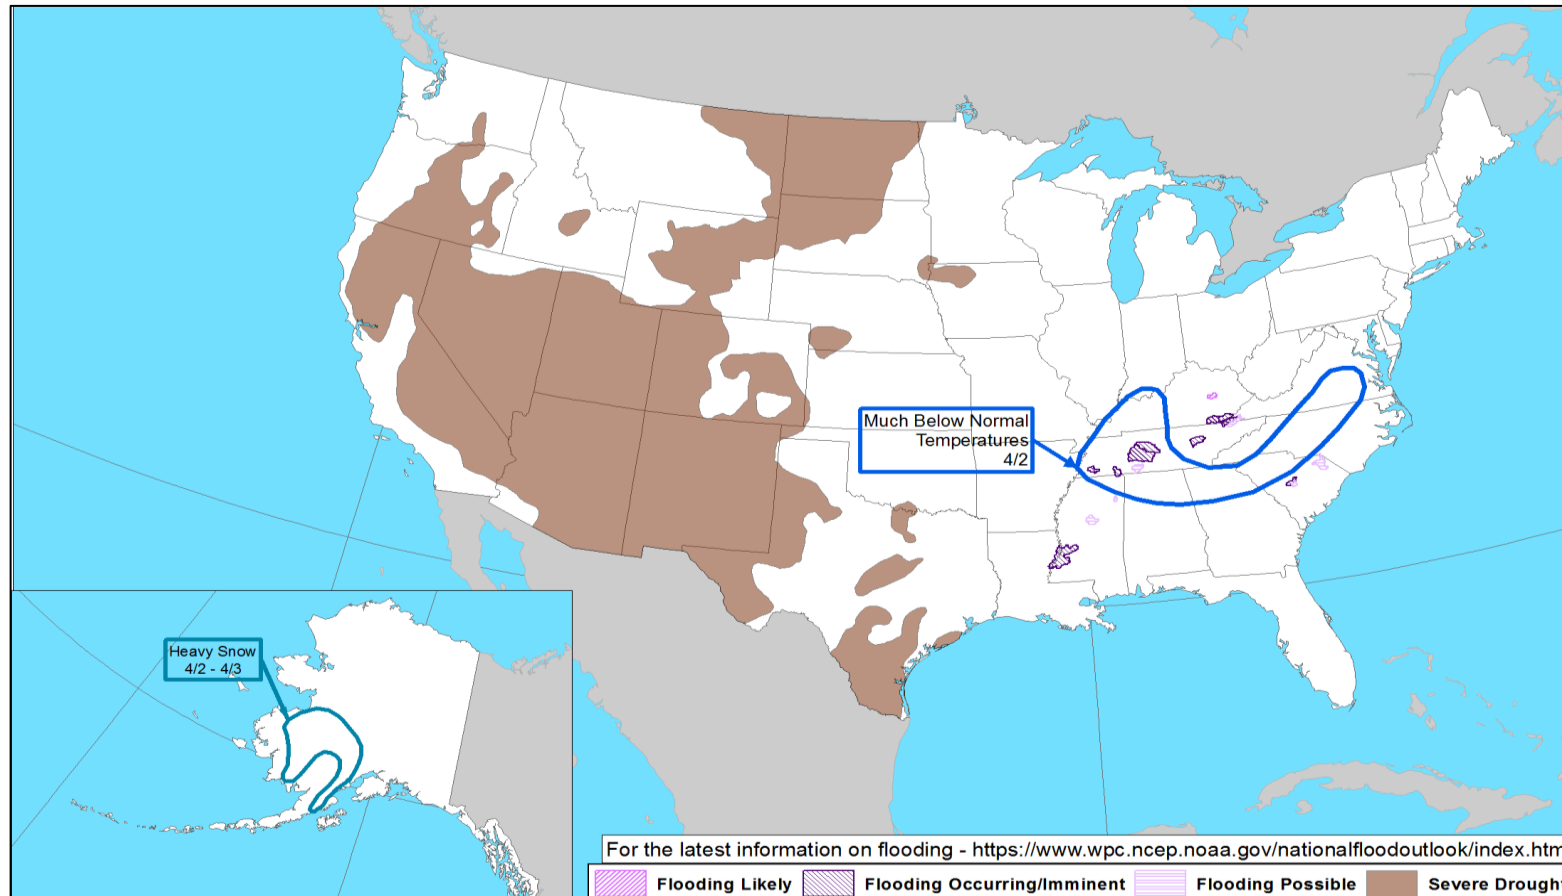 Much Below Normal
Temperatures
4/2
Heavy Snow
4/2 - 4/3
For the latest information on flooding - https://www.wpc.ncep.noaa.gov/nationalfloodoutlook/index.htm
Flooding Likely
Flooding Occurring/Imminent
Flooding Possible
Severe Drough